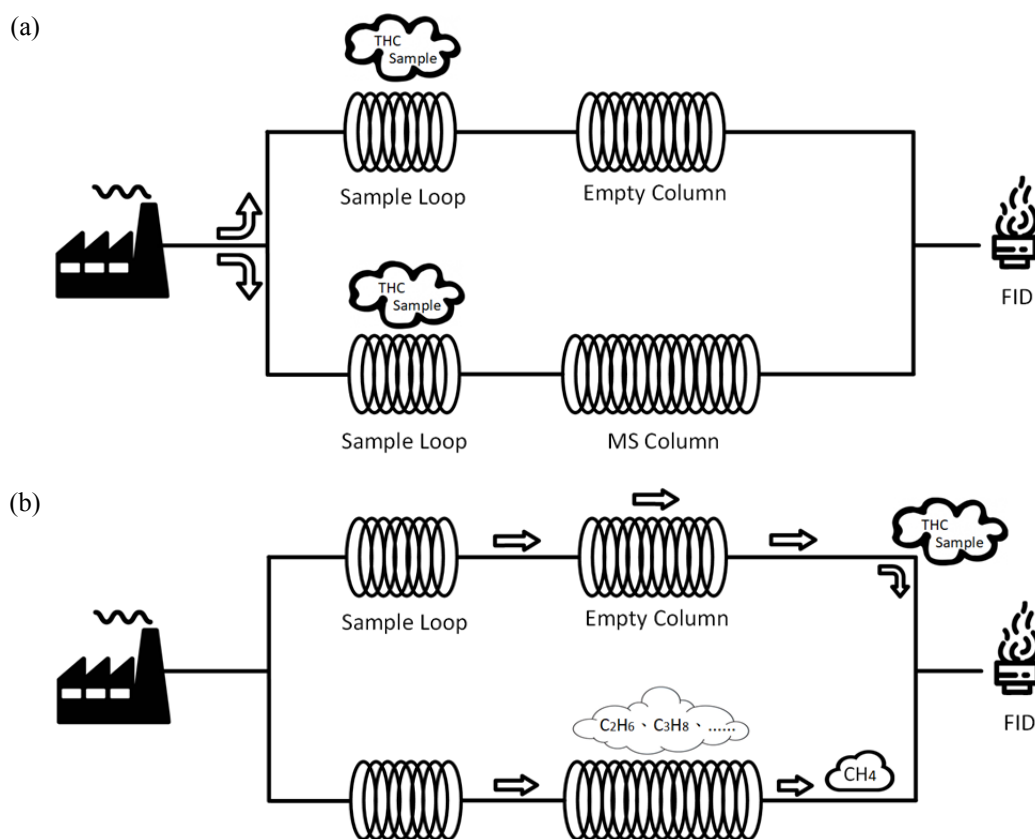 (a)
THC
Sample
Sample Loop
Empty Column
THC
Sample
FID
Sample Loop
MS Column
(b)
THC
Sample
Sample Loop
Empty Column
C2H6、C3H8、......
FID
CH4